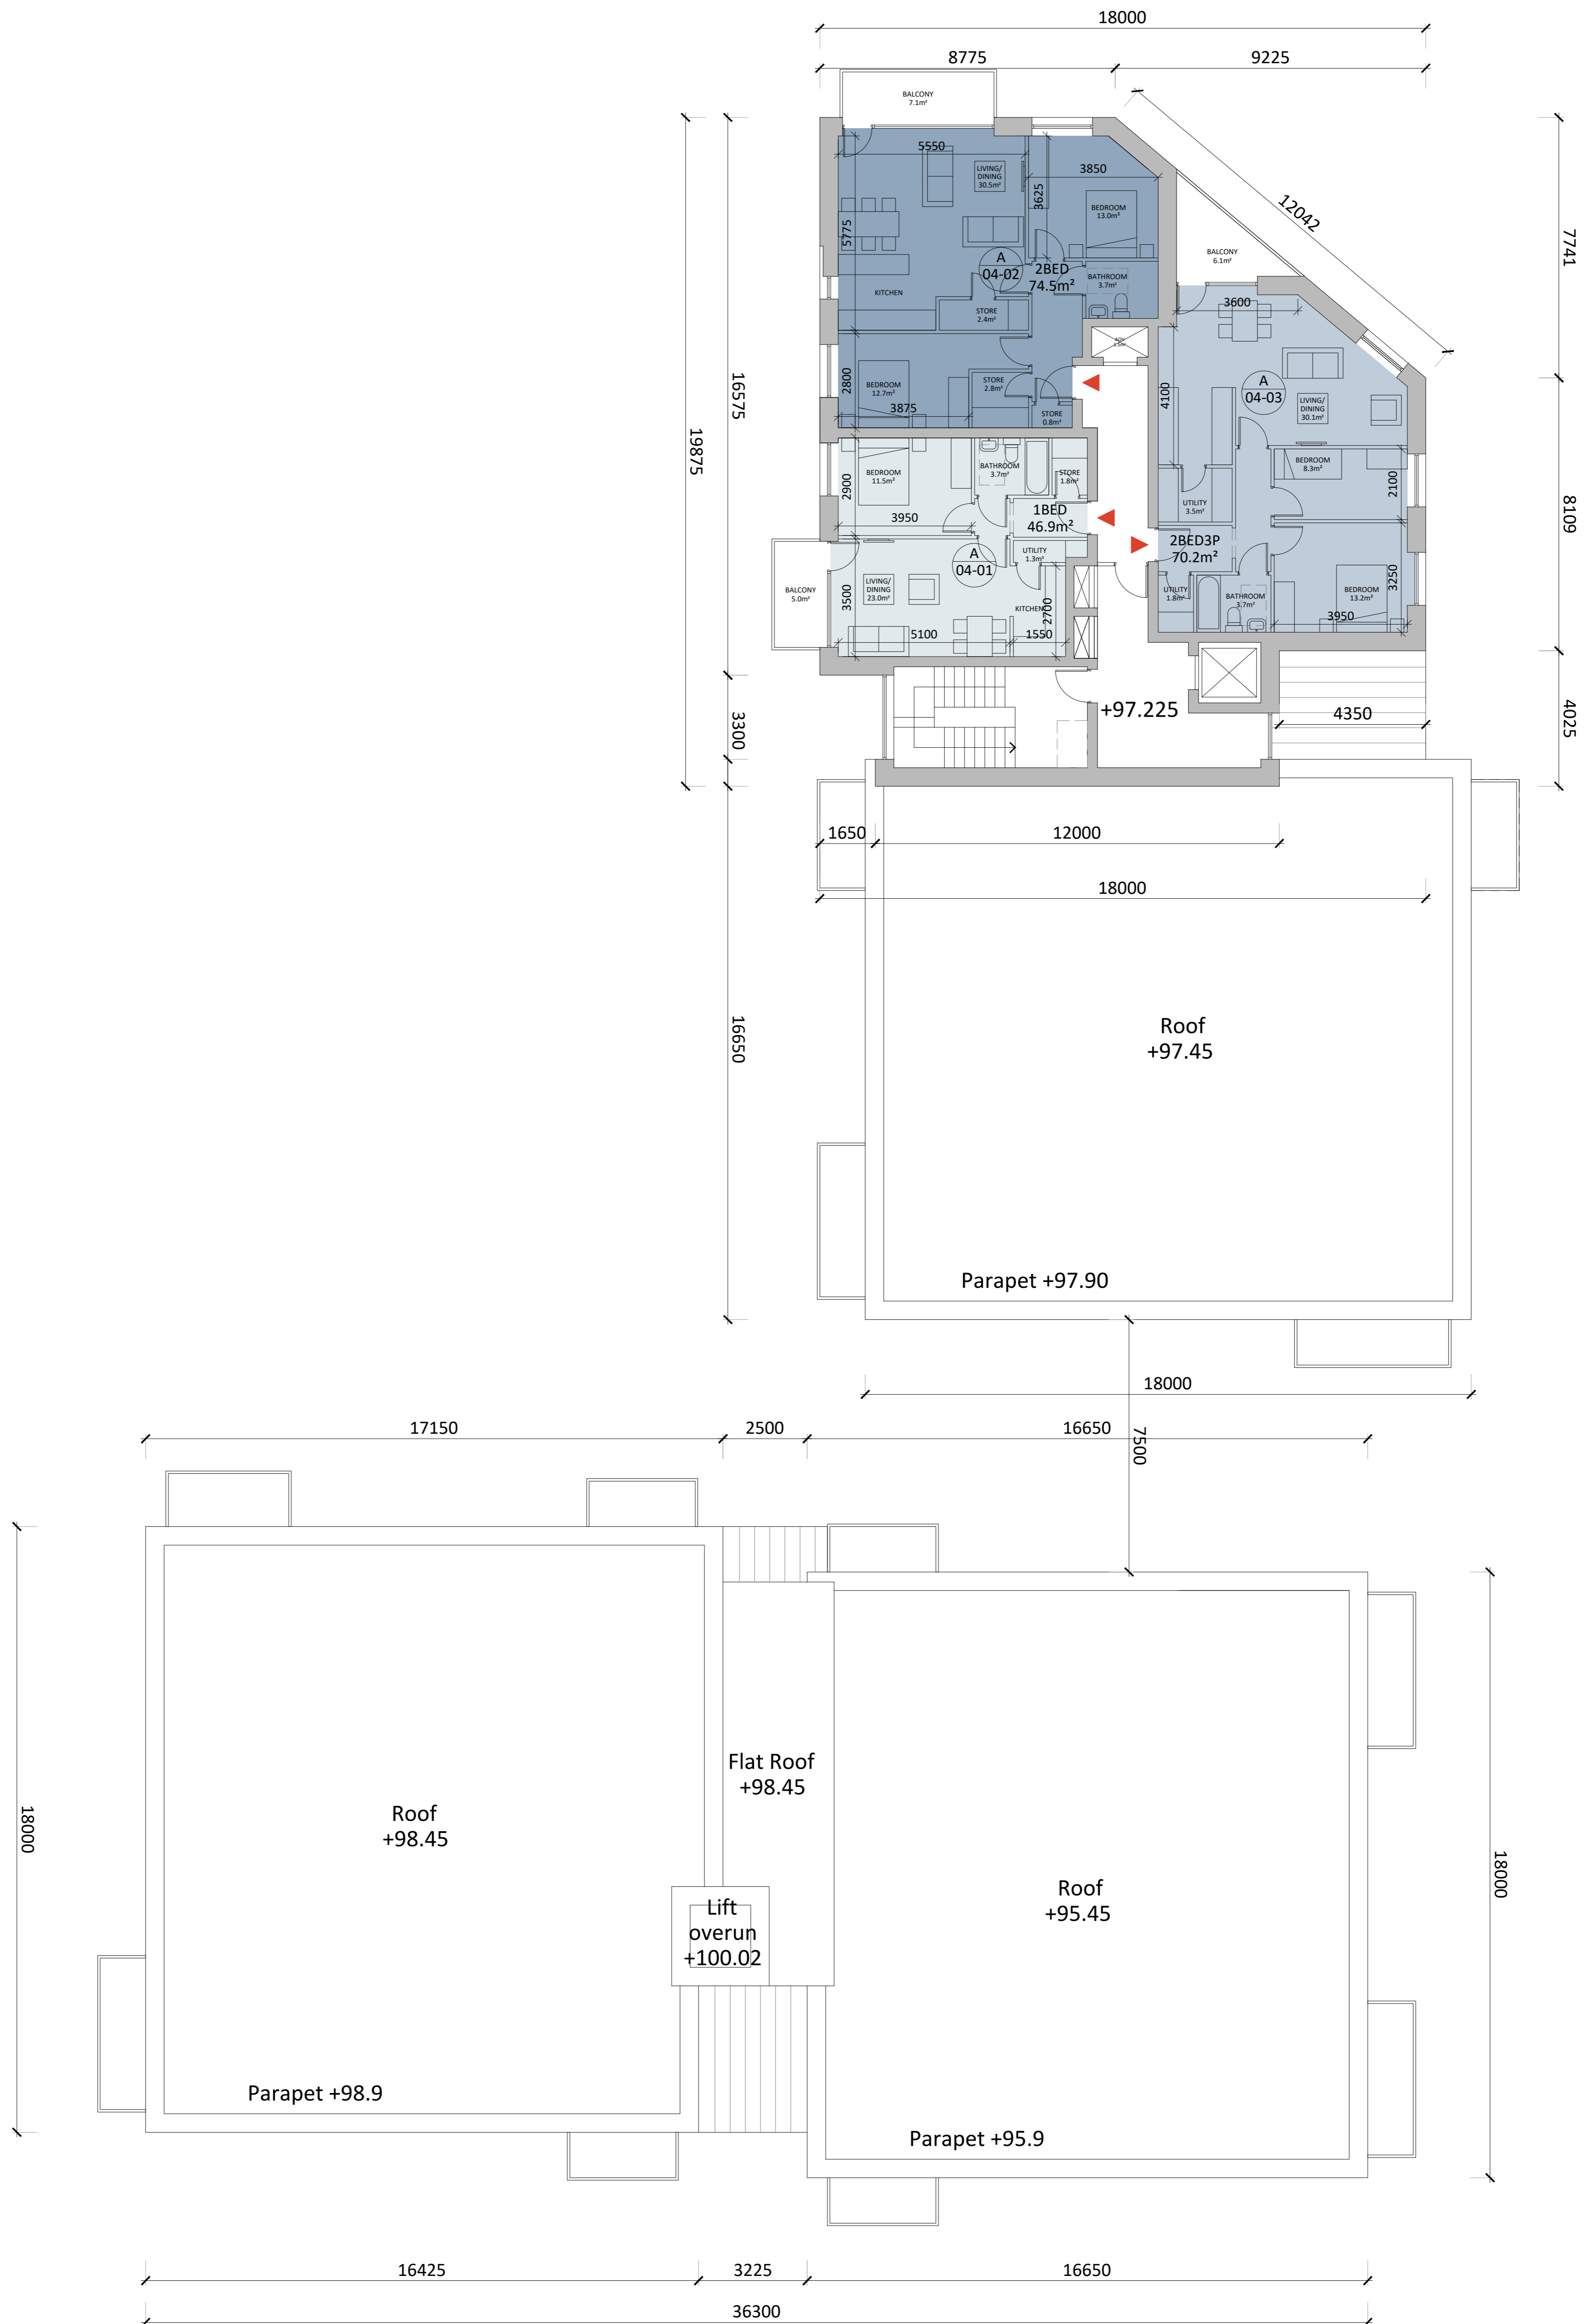 18000
8775
9225
BALCONY
7.1m²
12042
7741
8109
4025
16575
19875
3300
16650
5550
LIVING/
DINING
30.5m²
3850
3625
BEDROOM
13.0m²
5775
A
04-02
2BED
74.5m²
BATHROOM
3.7m²
KITCHEN
STORE
2.4m²
BALCONY
6.1m²
3600
2800
BEDROOM
12.7m²
3875
STORE
2.8m²
STORE
0.8m²
AOV
4100
A
04-03
LIVING/
DINING
30.1m²
BEDROOM
8.3m²
2100
UTILITY
3.5m²
2BED3P
70.2m²
UTILITY
1.8m²
BATHROOM
3.7m²
BEDROOM
13.2m²
3250
3950
2900
BEDROOM
11.5m²
3950
BATHROOM
3.7m²
STORE
1.8m²
1BED
46.9m²
A
04-01
UTILITY
1.3m²
BALCONY
5.0m²
3500
LIVING/
DINING
23.0m²
KITCHEN
2700
5100
1550
+97.225
4350
1650
12000
18000
Roof
+97.45
Parapet +97.90
18000
7500
17150
2500
16650
18000
Roof
+98.45
Flat Roof
+98.45
Lift
overun
+100.02
Roof
+95.45
18000
Parapet +98.9
Parapet +95.9
16425
3225
16650
36300